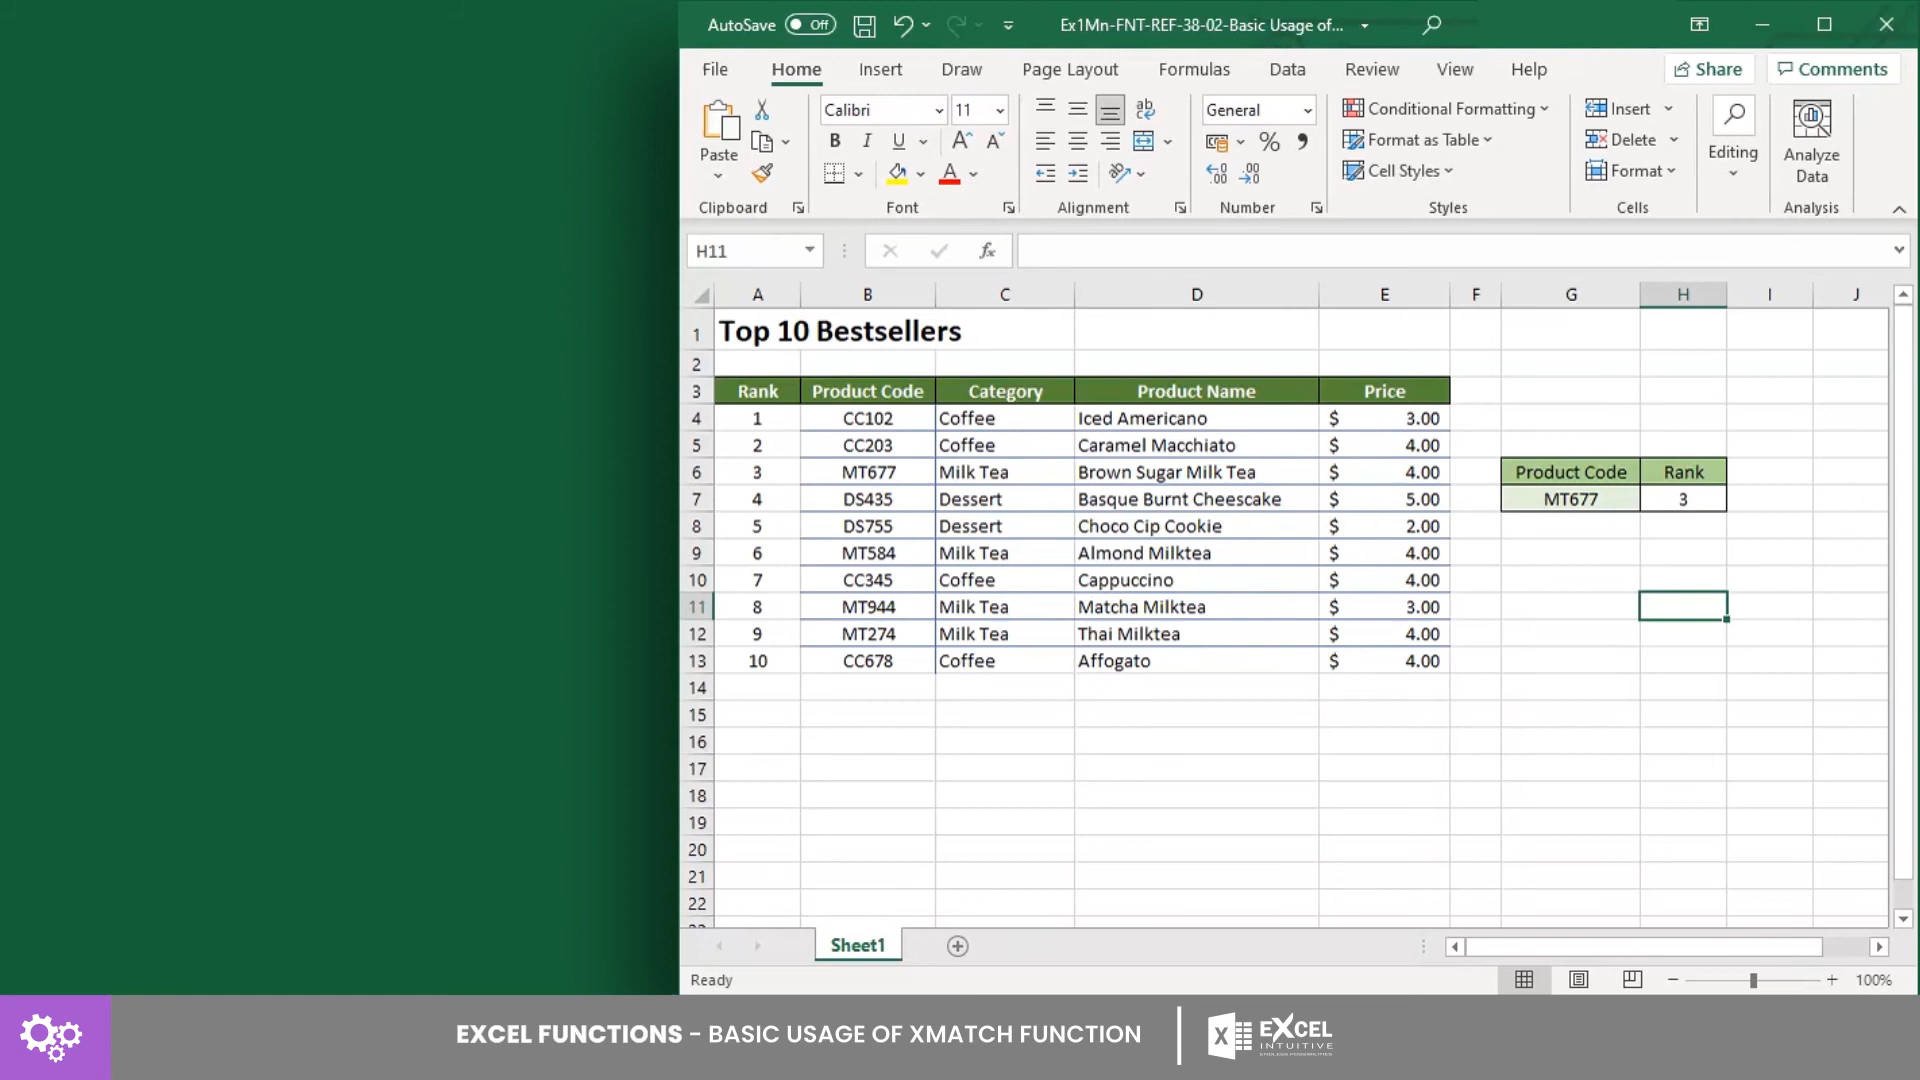 AutoSave Off Ex1Mn-FNT-REF-38-02-Basic Usage of...
File Home Insert Draw Page Layout Formulas Data Review View Help Share Comments
Paste
Clipboard
Calibri 11
B I U A A
A
Font
ab
Alignment
General
% 9
Number
Conditional Formatting
Format as Table
Cell Styles
Styles
Insert
Delete
Format
Cells
Editing
Analyze
Data
Analysis
H11 fx
A B C D E F G H I J
1 Top 10 Bestsellers
2
3 Rank Product Code Category Product Name Price
4 1 CC102 Coffee Iced Americano $ 3.00
5 2 CC203 Coffee Caramel Macchiato $ 4.00
6 3 MT677 Milk Tea Brown Sugar Milk Tea $ 4.00 Product Code Rank
7 4 DS435 Dessert Basque Burnt Cheescake $ 5.00 MT677 3
8 5 DS755 Dessert Choco Cip Cookie $ 2.00
9 6 MT584 Milk Tea Almond Milktea $ 4.00
10 7 CC345 Coffee Cappuccino $ 4.00
11 8 MT944 Milk Tea Matcha Milktea $ 3.00
12 9 MT274 Milk Tea Thai Milktea $ 4.00
13 10 CC678 Coffee Affogato $ 4.00
14
15
16
17
18
19
20
21
22
Sheet1
Ready 100%
EXCEL FUNCTIONS - BASIC USAGE OF XMATCH FUNCTION
X EXCEL
INTUITIVE
ENDLESS POSSIBILITIES